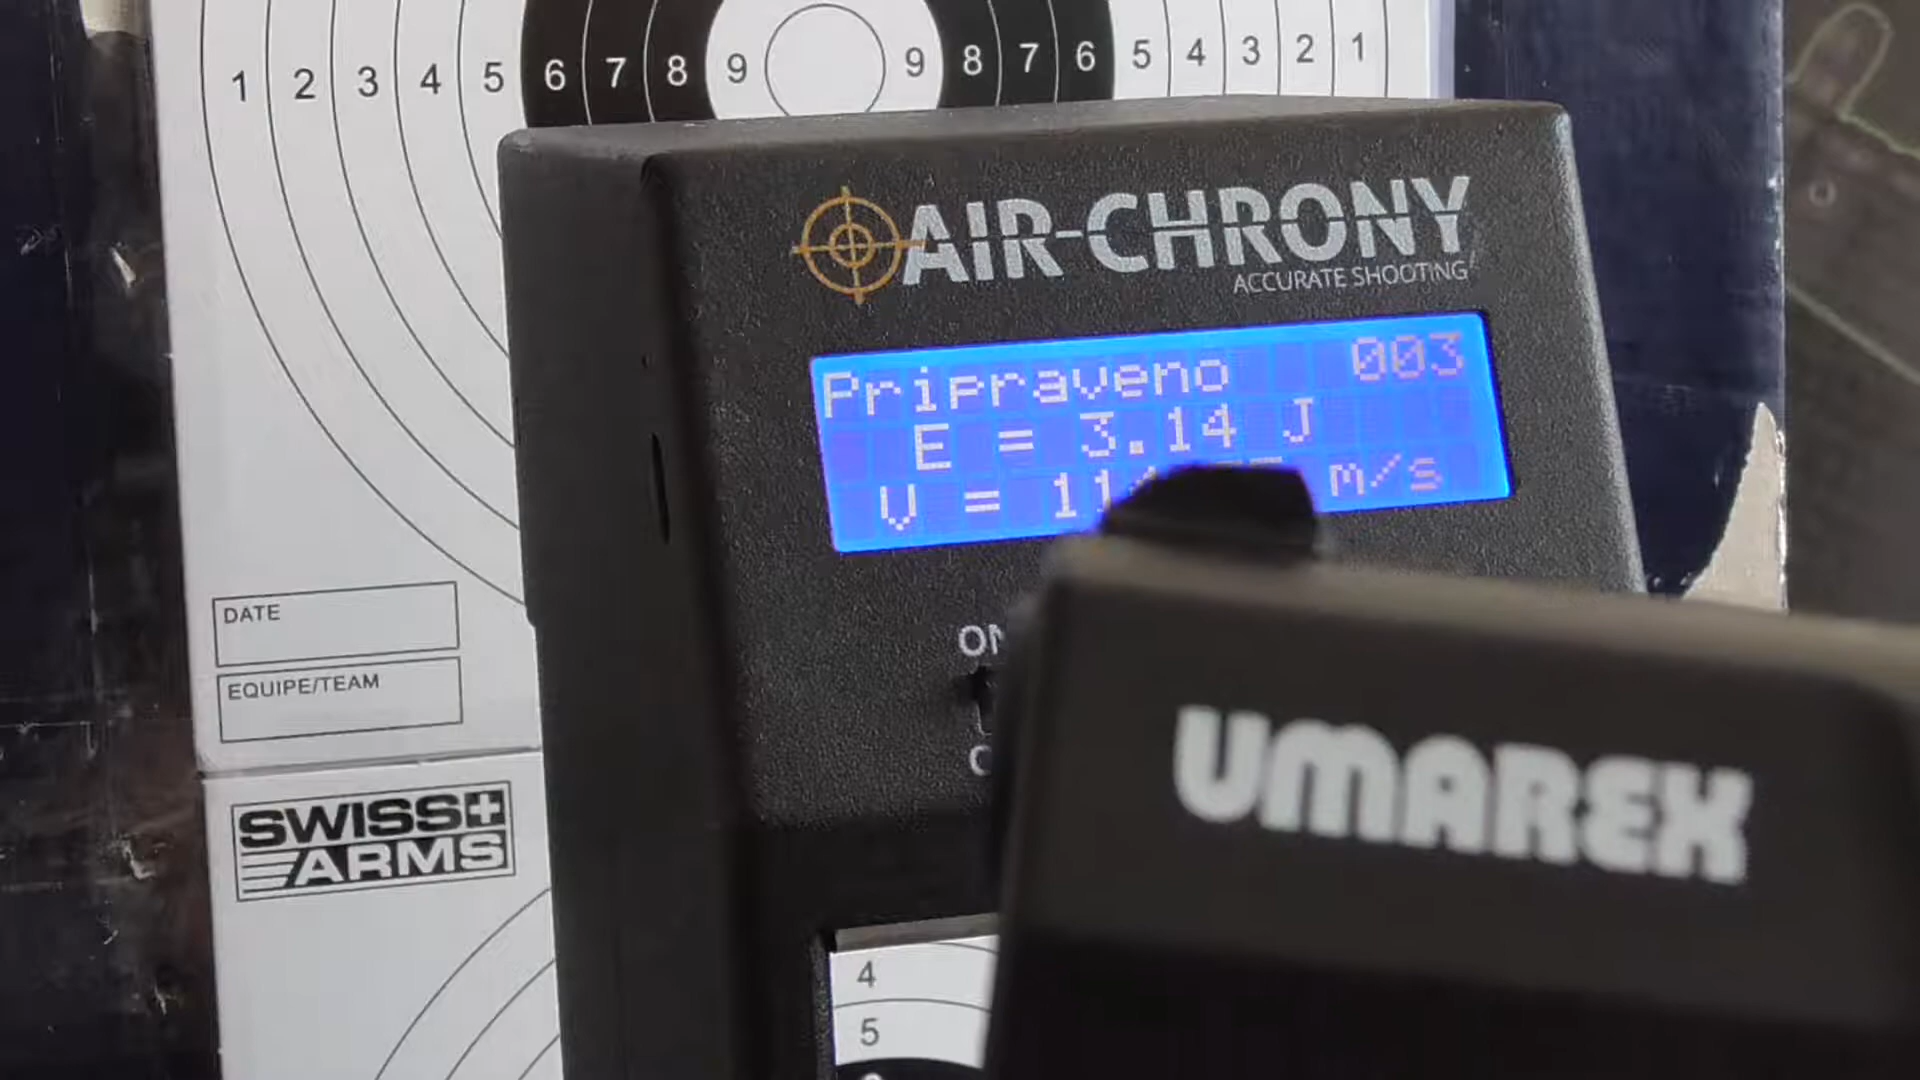 1 2 3 4 5 6 7 8 9 9 8 7 6 5 4 3 2 1
AIR-CHRONY
ACCURATE SHOOTING
Pripraveno 003
E = 3.14 J
V = m/s
DATE
EQUIPE/TEAM
UMAREX
SWISS
ARMS
4
5